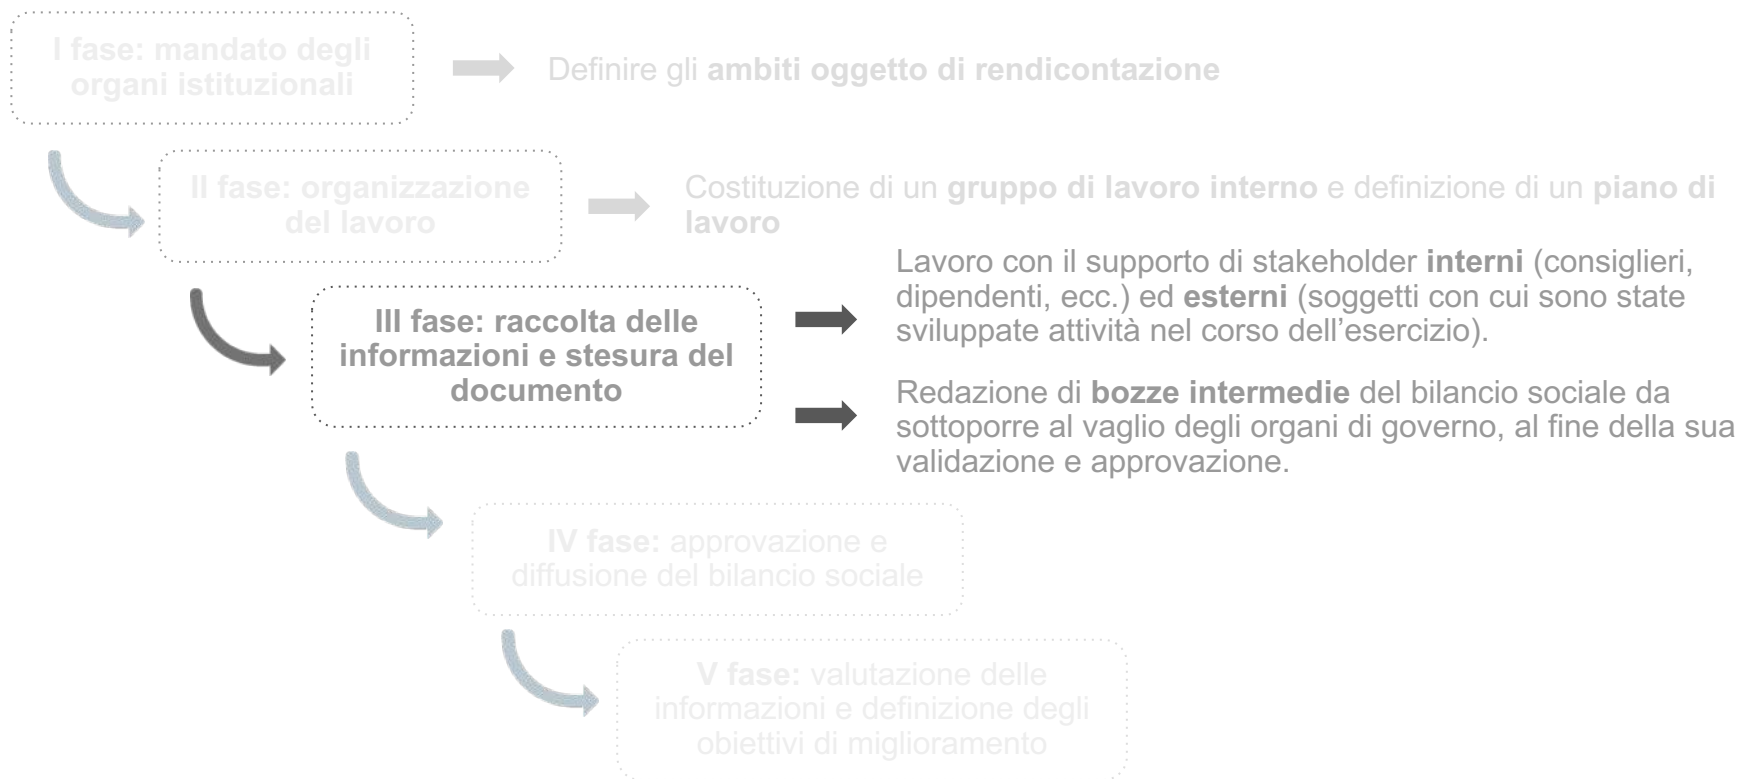 I fase: mandato degli
organi istituzionali
Definire gli ambiti oggetto di rendicontazione
II fase: organizzazione
del lavoro
Costituzione di un gruppo di lavoro interno e definizione di un piano di
lavoro
III fase: raccolta delle
informazioni e stesura del
documento
Lavoro con il supporto di stakeholder interni (consiglieri,
dipendenti, ecc.) ed esterni (soggetti con cui sono state
sviluppate attività nel corso dell’esercizio).
Redazione di bozze intermedie del bilancio sociale da
sottoporre al vaglio degli organi di governo, al fine della sua
validazione e approvazione.
IV fase: approvazione e
diffusione del bilancio sociale
V fase: valutazione delle
informazioni e definizione degli
obiettivi di miglioramento